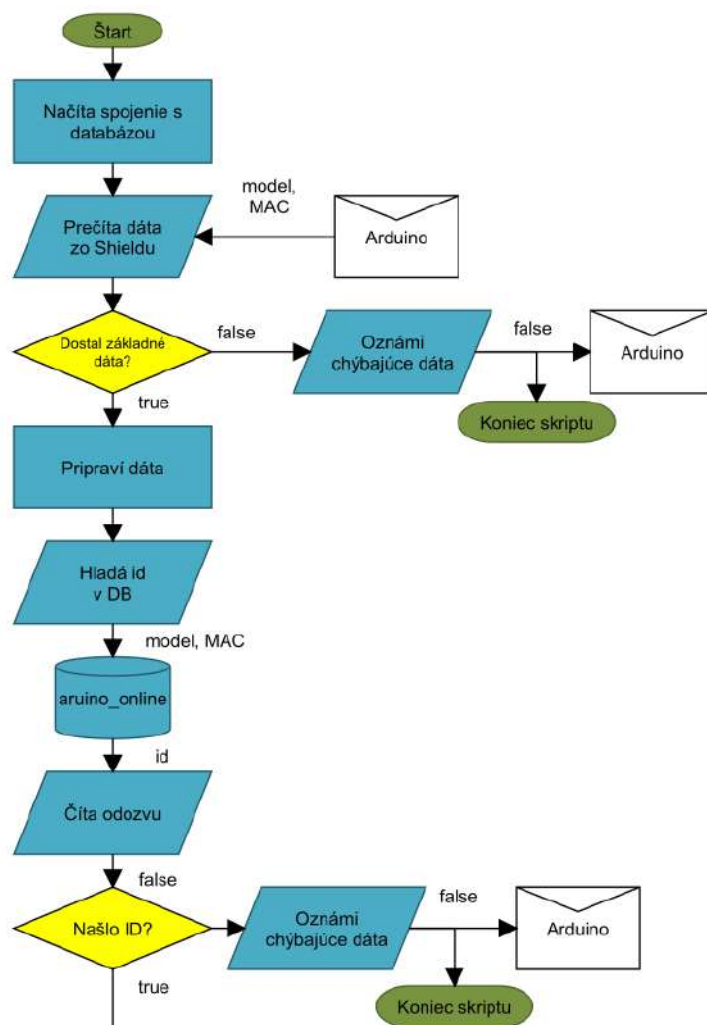 Štart
Načíta spojenie s
databázou
model,
MAC
Prečíta dáta
zo Shieldu
Arduino
Dostal základné
dáta?
false
Oznámi
chýbajúce dáta
false
Arduino
true
Koniec skriptu
Pripraví dáta
Hladá id
v DB
model, MAC
aruino_online
id
Číta odozvu
false
Našlo ID?
Oznámi
chýbajúce dáta
false
Arduino
true
Koniec skriptu